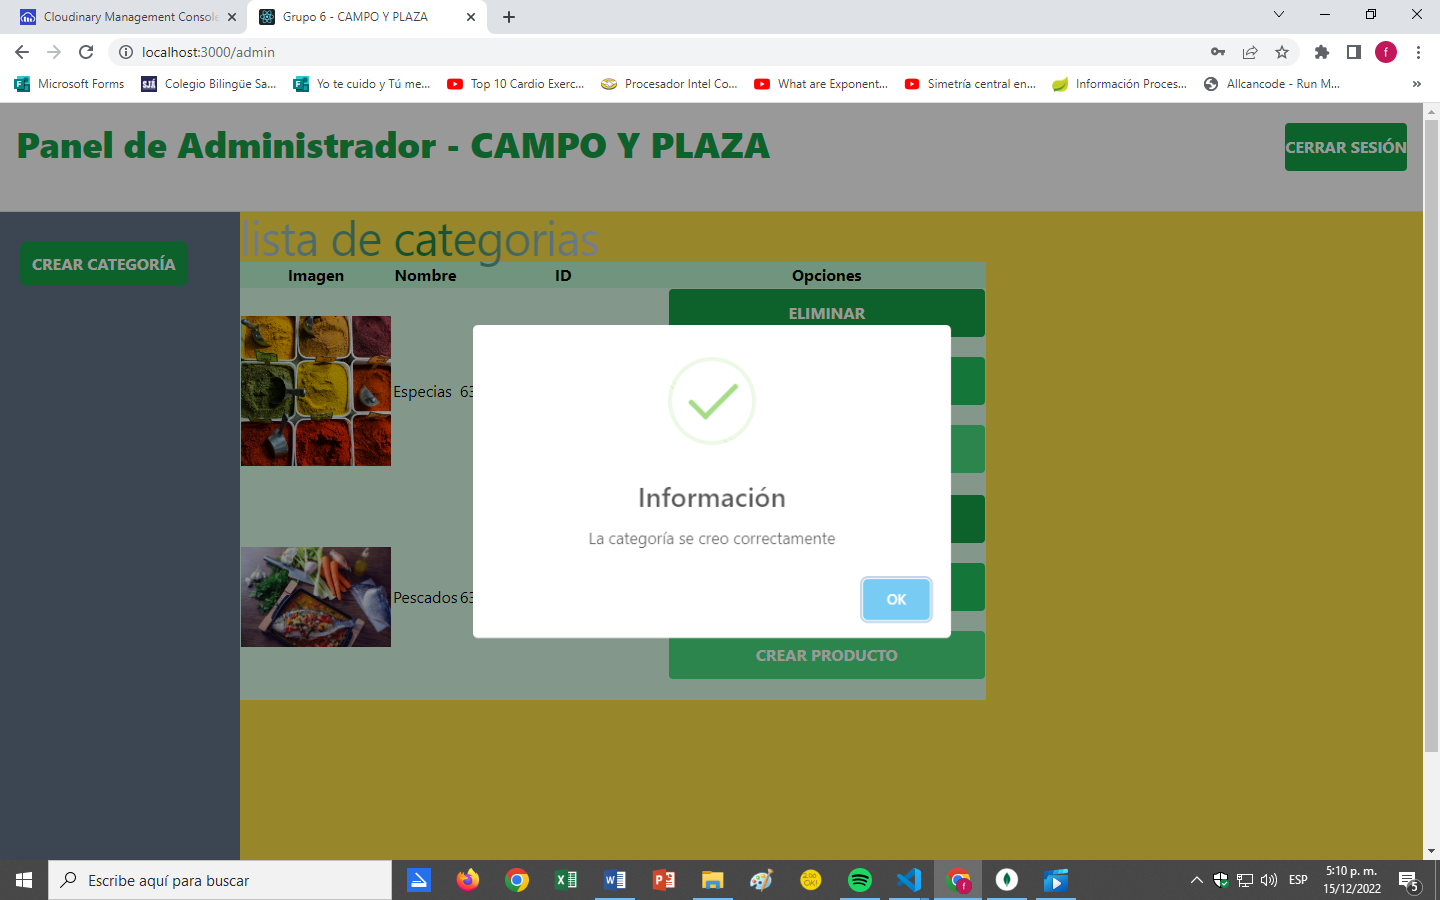 Cloudinary Management Console
Grupo 6 - CAMPO Y PLAZA
localhost:3000/admin
f
Microsoft Forms
Colegio Bilingüe Sa...
Yo te cuido y Tú me...
Top 10 Cardio Exerc...
Procesador Intel Co...
What are Exponent...
Simetría central en...
Información Proces...
Allcancode - Run M...
»
Panel de Administrador - CAMPO Y PLAZA
CERRAR SESIÓN
CREAR CATEGORÍA
lista de categorias
Imagen Nombre ID Opciones
ELIMINAR
Especias 63
Información
La categoría se creo correctamente
OK
Pescados 63
CREAR PRODUCTO
Escribe aquí para buscar
ESP
5:10 p. m.
15/12/2022
5